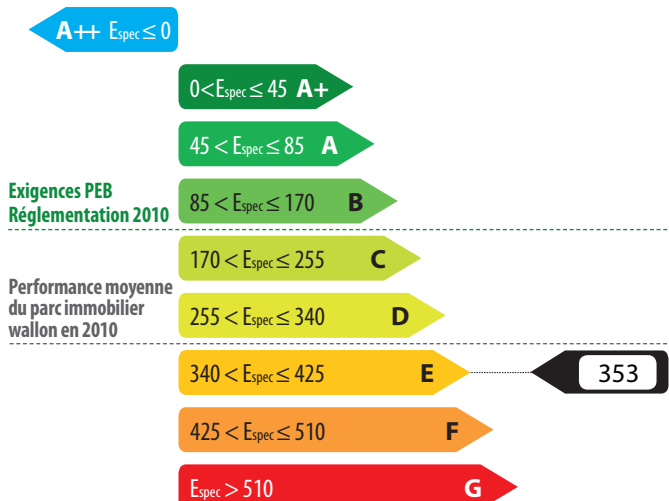 A++ Espec ≤ 0
0 < Espec ≤ 45 A+
45 < Espec ≤ 85 A
Exigences PEB
Réglementation 2010
85 < Espec ≤ 170 B
170 < Espec ≤ 255 C
Performance moyenne
du parc immobilier
wallon en 2010
255 < Espec ≤ 340 D
340 < Espec ≤ 425 E
353
425 < Espec ≤ 510 F
Espec > 510 G